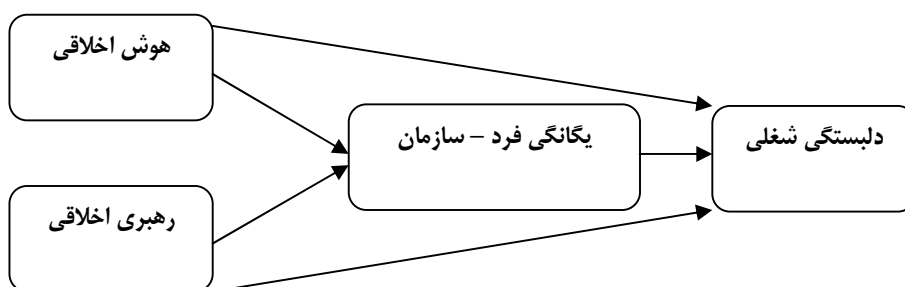 هوش اخلاقی
یگانگی فرد – سازمان
دلبستگی شغلی
رهبری اخلاقی